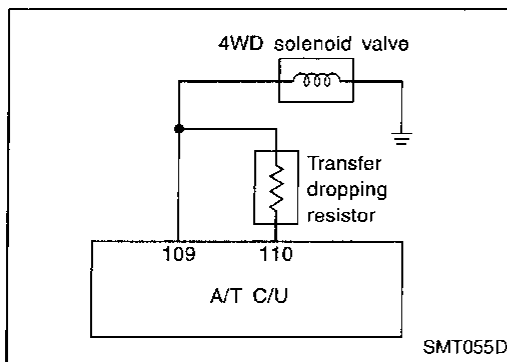 4WD solenoid valve
Transfer
dropping
resistor
109 110
A/T C/U
SMT055D